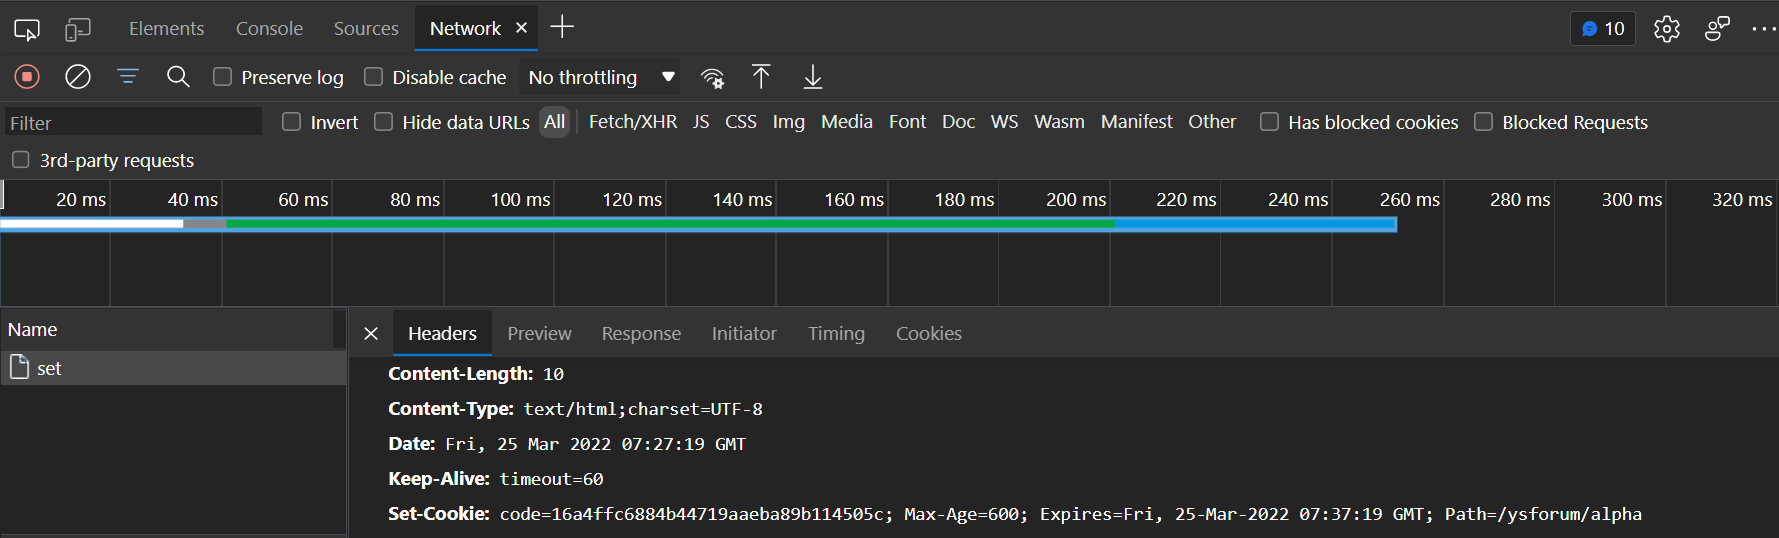 Elements Console Sources Network 10
Preserve log Disable cache No throttling
Filter Invert Hide data URLs All Fetch/XHR JS CSS Img Media Font Doc WS Wasm Manifest Other Has blocked cookies Blocked Requests
3rd-party requests
20 ms 40 ms 60 ms 80 ms 100 ms 120 ms 140 ms 160 ms 180 ms 200 ms 220 ms 240 ms 260 ms 280 ms 300 ms 320 ms
Name Headers Preview Response Initiator Timing Cookies
set
Content-Length: 10
Content-Type: text/html;charset=UTF-8
Date: Fri, 25 Mar 2022 07:27:19 GMT
Keep-Alive: timeout=60
Set-Cookie: code=16a4ffc6884b44719aaeba89b114505c; Max-Age=600; Expires=Fri, 25-Mar-2022 07:37:19 GMT; Path=/ysforum/alpha